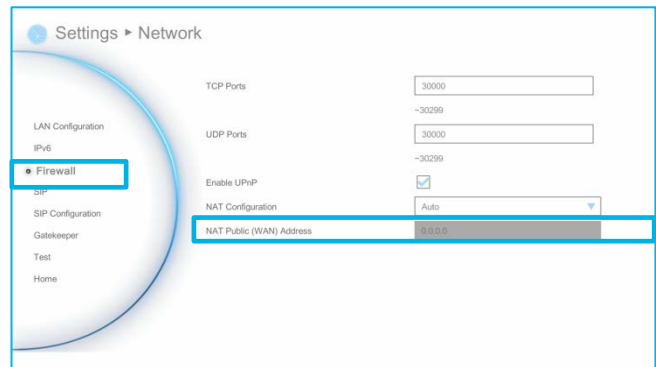 Settings ▸ Network
LAN Configuration
IPv6
Firewall
SIP
SIP Configuration
Gatekeeper
Test
Home
TCP Ports
30000
~30299
UDP Ports
30000
~30299
Enable UPnP
NAT Configuration
Auto
NAT Public (WAN) Address
0.0.0.0